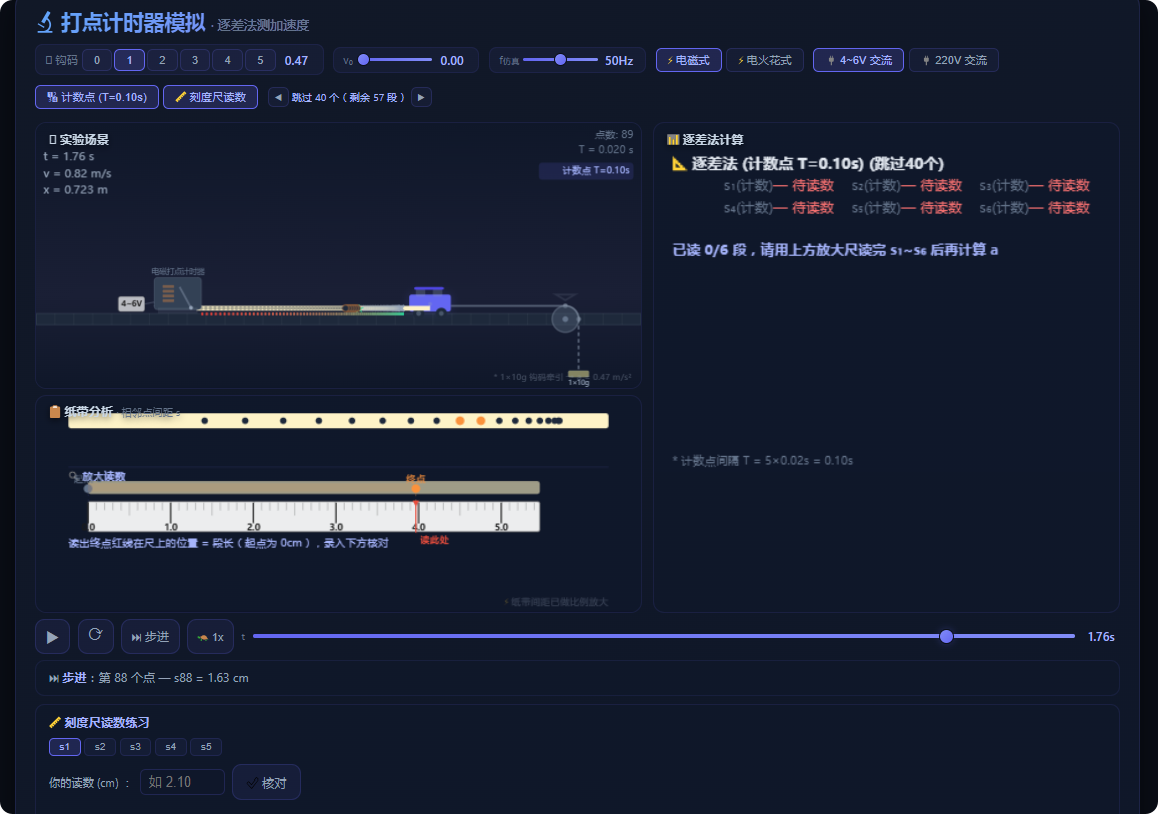 打点计时器模拟 · 逐差法测加速度
钩码 0 1 2 3 4 5 0.47 v₀ 0.00 f仿真 50Hz ⚡电磁式 ⚡电火花式 4~6V 交流 220V 交流
计数点 (T=0.10s) 刻度尺读数 ◀ 跳过 40 个 ( 剩余 57 段 ) ▶
实验场景
点数: 89
t = 1.76 s
T = 0.020 s
v = 0.82 m/s
计数点 T=0.10s
x = 0.723 m
电磁打点计时器
4~6V
* 1×10g 钩码牵引
0.47 m/s²
1×10g
纸带分析 · 相邻点间距 s
放大读数
终点
0 1.0 2.0 3.0 4.0 5.0
读此处
读出终点红线在尺上的位置 = 段长 ( 起点为 0cm ) ，录入下方核对
纸带间距已做比例放大
逐差法计算
逐差法 (计数点 T=0.10s) (跳过40个)
s₁(计数)— 待读数 s₂(计数)— 待读数 s₃(计数)— 待读数
s₄(计数)— 待读数 s₅(计数)— 待读数 s₆(计数)— 待读数
已读 0/6 段，请用上方放大尺读完 s₁~s₆ 后再计算 a
* 计数点间隔 T = 5×0.02s = 0.10s
步进 1x t 1.76s
步进：第 88 个点 — s88 = 1.63 cm
刻度尺读数练习
s1 s2 s3 s4 s5
你的读数 (cm) ： 如 2.10 核对